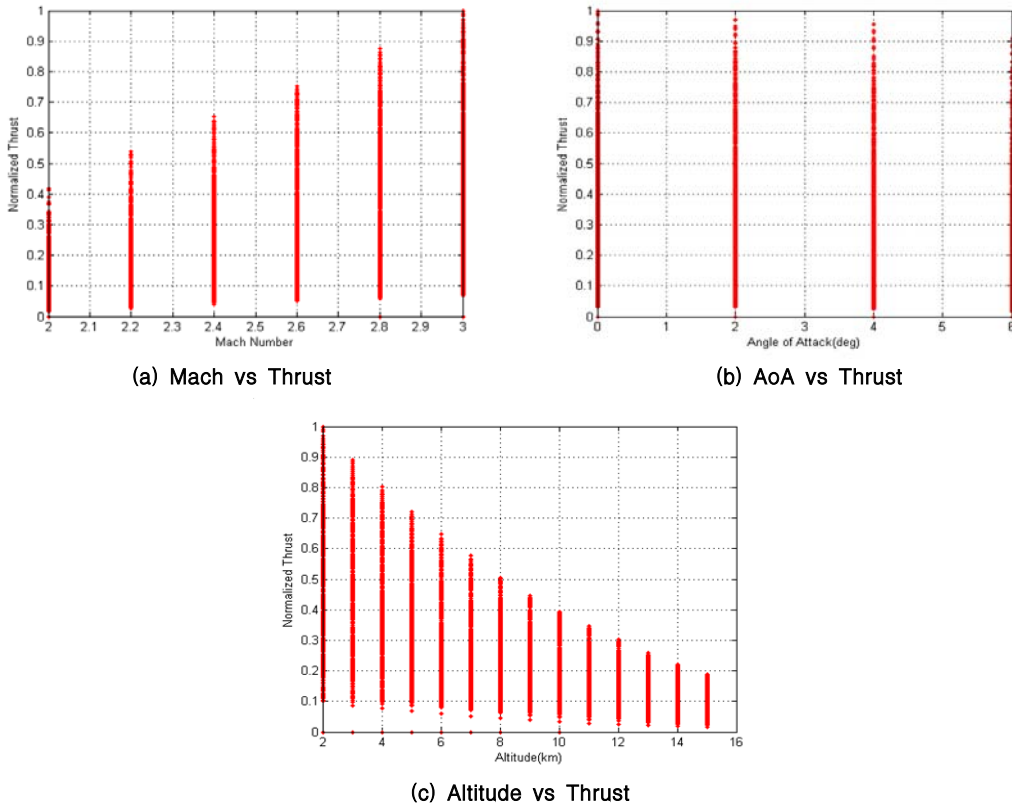 1
0.9
0.8
0.7
0.6
0.5
0.4
0.3
0.2
0.1
0
Normalized Thrust
2 2.1 2.2 2.3 2.4 2.5 2.6 2.7 2.8 2.9 3
Mach Number
(a) Mach vs Thrust
1
0.9
0.8
0.7
0.6
0.5
0.4
0.3
0.2
0.1
0
Normalized Thrust
0 1 2 3 4 5 6
Angle of Attack(deg)
(b) AoA vs Thrust
1
0.9
0.8
0.7
0.6
0.5
0.4
0.3
0.2
0.1
0
Normalized Thrust
2 4 6 8 10 12 14 16
Altitude(km)
(c) Altitude vs Thrust